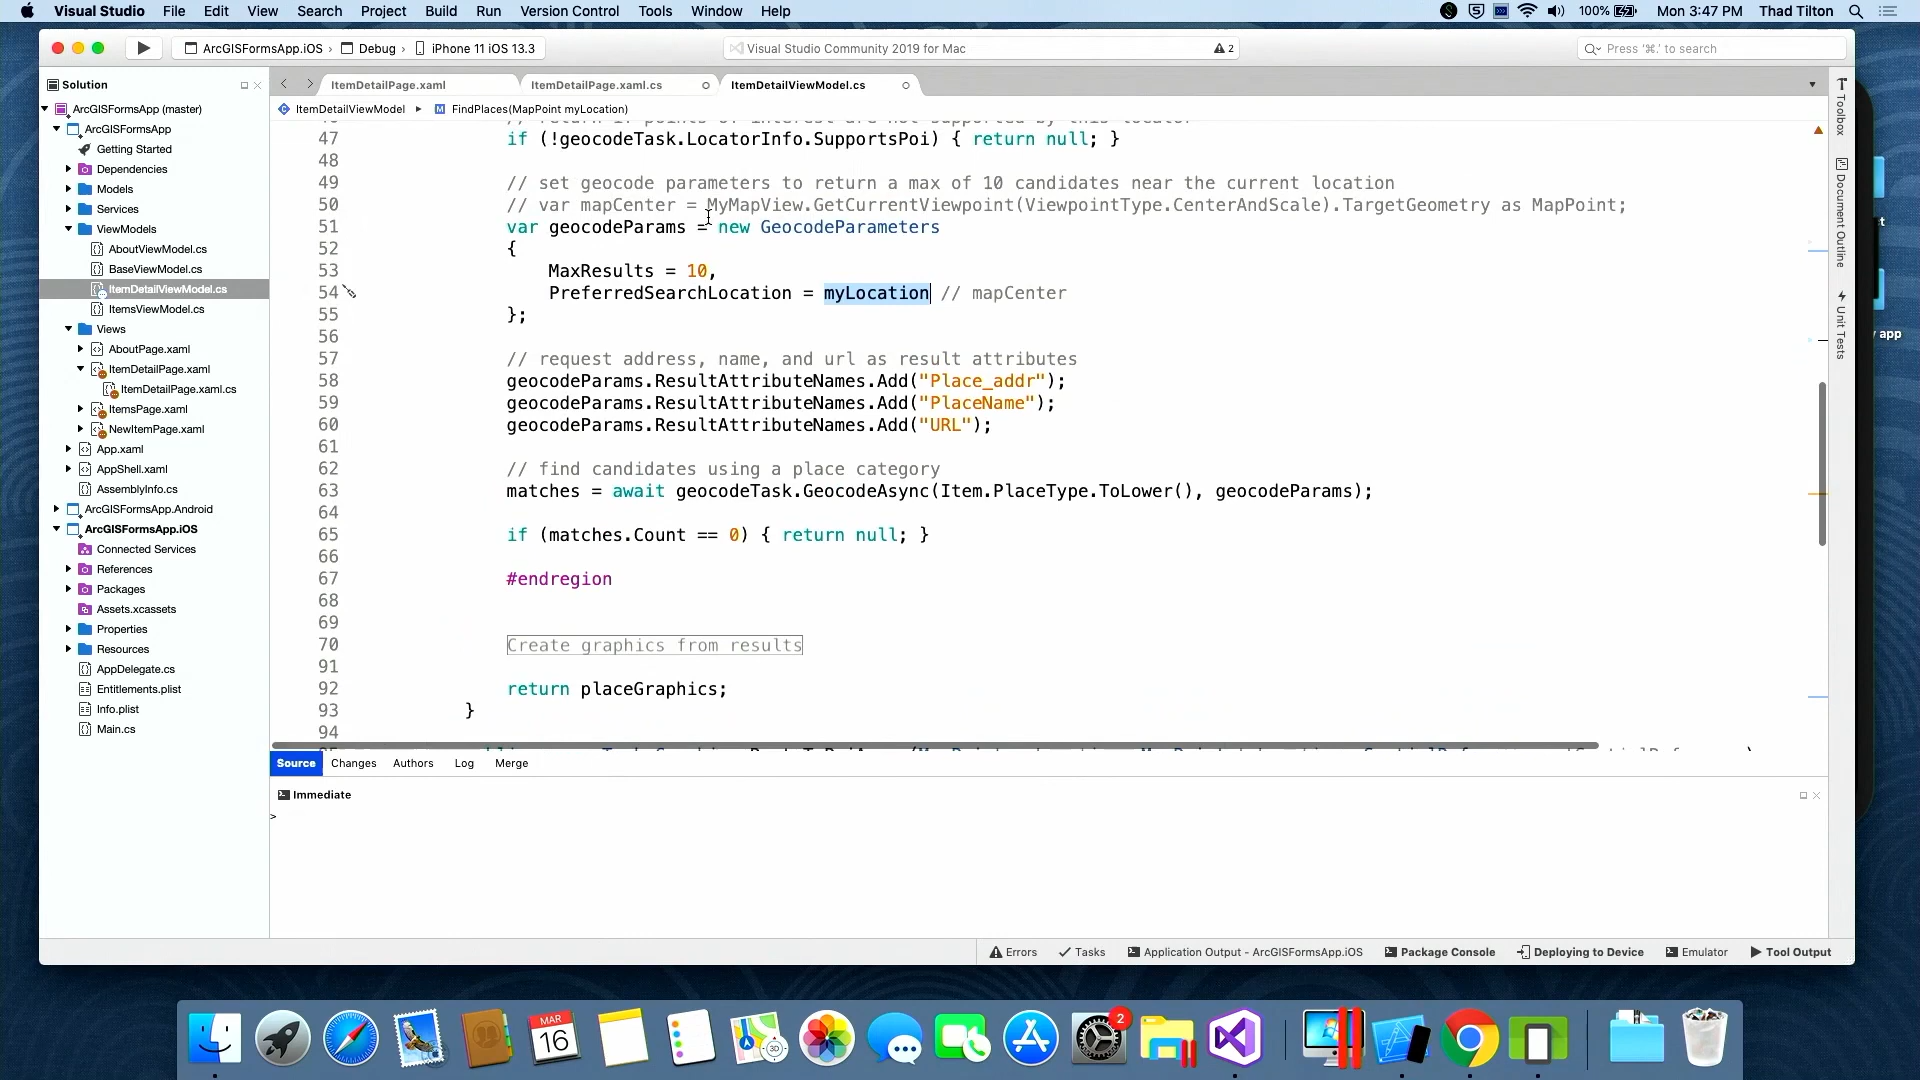 Visual Studio File Edit View Search Project Build Run Version Control Tools Window Help
100% Mon 3:47 PM Thad Tilton
ArcGISFormsApp.iOS › Debug › iPhone 11 iOS 13.3
Visual Studio Community 2019 for Mac
2
Press '⌘.' to search
Solution
ItemDetailPage.xaml
ItemDetailPage.xaml.cs
ItemDetailViewModel.cs
ItemDetailViewModel
FindPlaces(MapPoint myLocation)
ArcGISFormsApp (master)
ArcGISFormsApp
Getting Started
Dependencies
Models
Services
ViewModels
AboutViewModel.cs
BaseViewModel.cs
ItemDetailViewModel.cs
ItemsViewModel.cs
Views
AboutPage.xaml
ItemDetailPage.xaml
ItemDetailPage.xaml.cs
ItemsPage.xaml
NewItemPage.xaml
App.xaml
AppShell.xaml
AssemblyInfo.cs
ArcGISFormsApp.Android
ArcGISFormsApp.iOS
Connected Services
References
Packages
Assets.xcassets
Properties
Resources
AppDelegate.cs
Entitlements.plist
Info.plist
Main.cs
47 if (!geocodeTask.LocatorInfo.SupportsPoi) { return null; }
48
49 // set geocode parameters to return a max of 10 candidates near the current location
50 // var mapCenter = MyMapView.GetCurrentViewpoint(ViewpointType.CenterAndScale).TargetGeometry as MapPoint;
51 var geocodeParams = new GeocodeParameters
52 {
53 MaxResults = 10,
54 PreferredSearchLocation = myLocation // mapCenter
55 };
56
57 // request address, name, and url as result attributes
58 geocodeParams.ResultAttributeNames.Add("Place_addr");
59 geocodeParams.ResultAttributeNames.Add("PlaceName");
60 geocodeParams.ResultAttributeNames.Add("URL");
61
62 // find candidates using a place category
63 matches = await geocodeTask.GeocodeAsync(Item.PlaceType.ToLower(), geocodeParams);
64
65 if (matches.Count == 0) { return null; }
66
67 #endregion
68
69
70 Create graphics from results
91
92 return placeGraphics;
93 }
94
Toolbox
Document Outline
Unit Tests
y app
Source Changes Authors Log Merge
Immediate
>
Errors Tasks Application Output - ArcGISFormsApp.iOS Package Console Deploying to Device Emulator Tool Output
MAR
16
3D
2